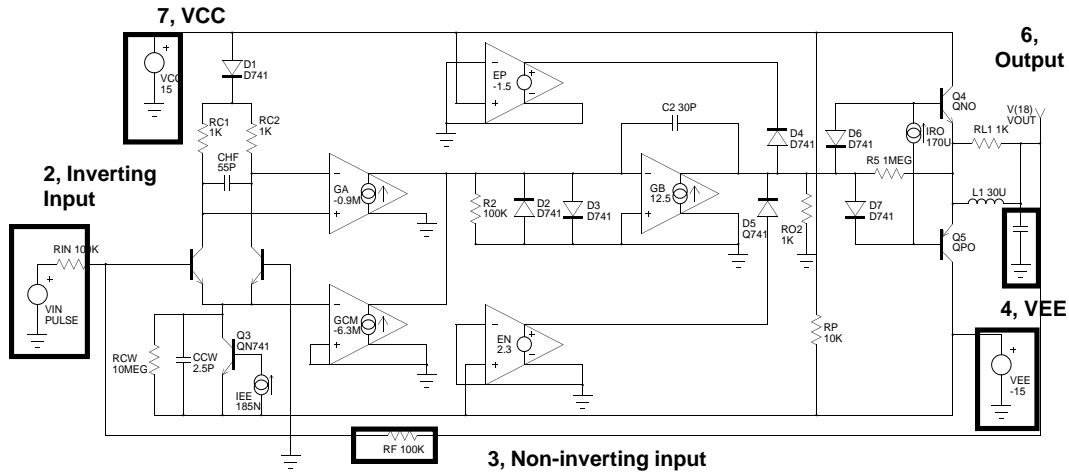 7, VCC
6,
Output
2, Inverting
Input
4, VEE
3, Non-inverting input
VCC
15
D1
D741
RC1
1K
RC2
1K
CHF
55P
EP
-1.5
GA
-0.9M
R2
100K
D2
D741
D3
D741
C2 30P
GB
12.5
D4
D741
D6
D741
Q4
QNO
IRO
170U
V(18)
VOUT
RL1 1K
R5 1MEG
L1 30U
D5
Q741
RO2
1K
D7
D741
Q5
QPO
RIN 100K
VIN
PULSE
Q3
QN741
RCW
10MEG
CCW
2.5P
IEE
185N
GCM
-6.3M
EN
2.3
RP
10K
VEE
-15
RF 100K